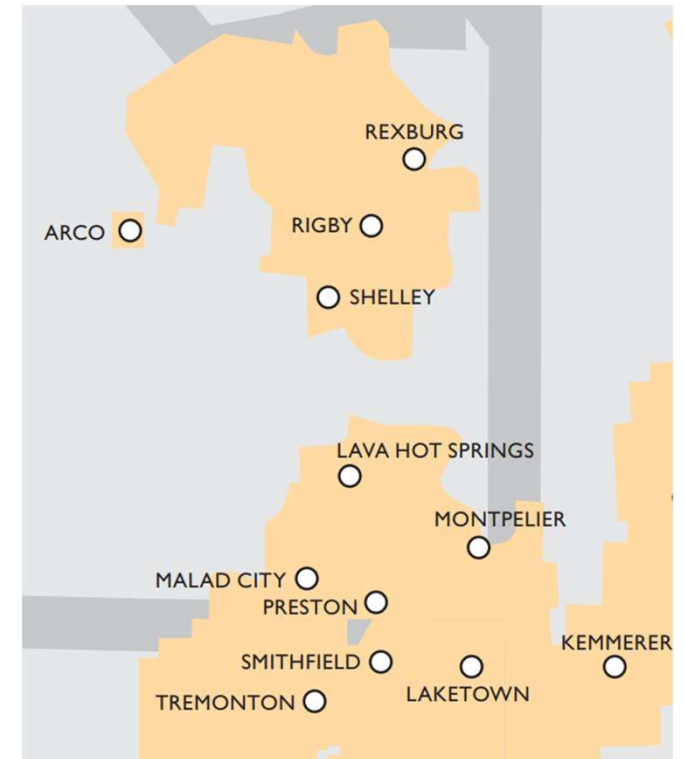 REXBURG
ARCO
RIGBY
SHELLEY
LAVA HOT SPRINGS
MONTPELIER
MALAD CITY
PRESTON
KEMMERER
SMITHFIELD
LAKETOWN
TREMONTON